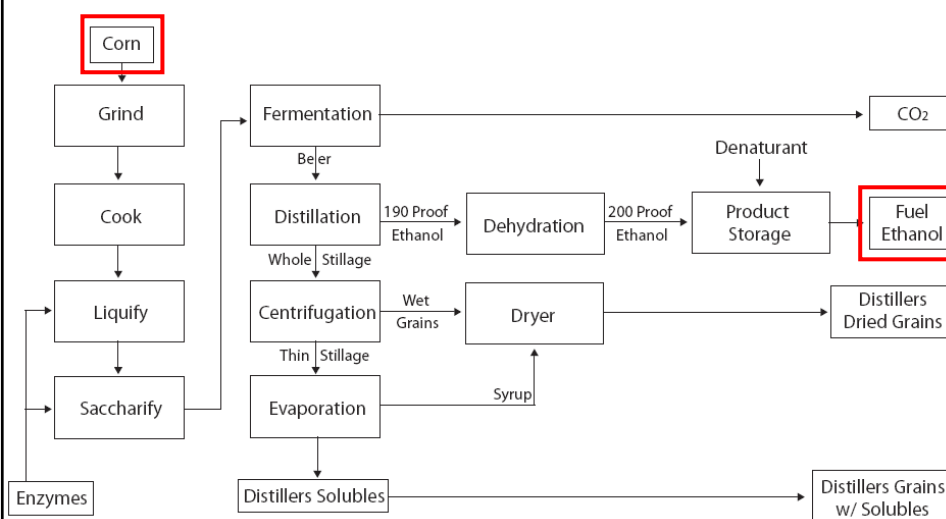 Corn
Grind
Cook
Liquify
Saccharify
Enzymes
Fermentation
Beer
Distillation
Whole Stillage
Centrifugation
Thin Stillage
Evaporation
Distillers Solubles
190 Proof
Ethanol
Dehydration
200 Proof
Ethanol
Denaturant
Product
Storage
Wet
Grains
Dryer
Syrup
CO₂
Fuel
Ethanol
Distillers
Dried Grains
Distillers Grains
w/ Solubles